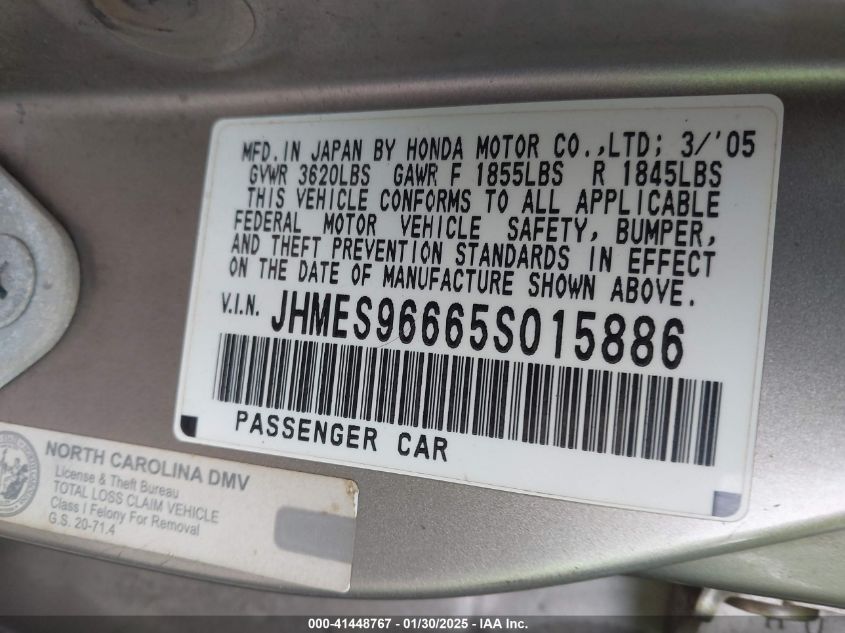 MFD.IN JAPAN BY HONDA MOTOR CO.,LTD; 3/'05
GVWR 3620LBS GAWR F 1855LBS R 1845LBS
THIS VEHICLE CONFORMS TO ALL APPLICABLE
FEDERAL MOTOR VEHICLE SAFETY, BUMPER,
AND THEFT PREVENTION STANDARDS IN EFFECT
ON THE DATE OF MANUFACTURE SHOWN ABOVE.
V.I.N. JHMES96665S015886
PASSENGER CAR
NORTH CAROLINA DMV
License & Theft Bureau
TOTAL LOSS CLAIM VEHICLE
Class I Felony For Removal
G.S. 20-71.4
000-41448767 / 01/30/2025 - IAA Inc.